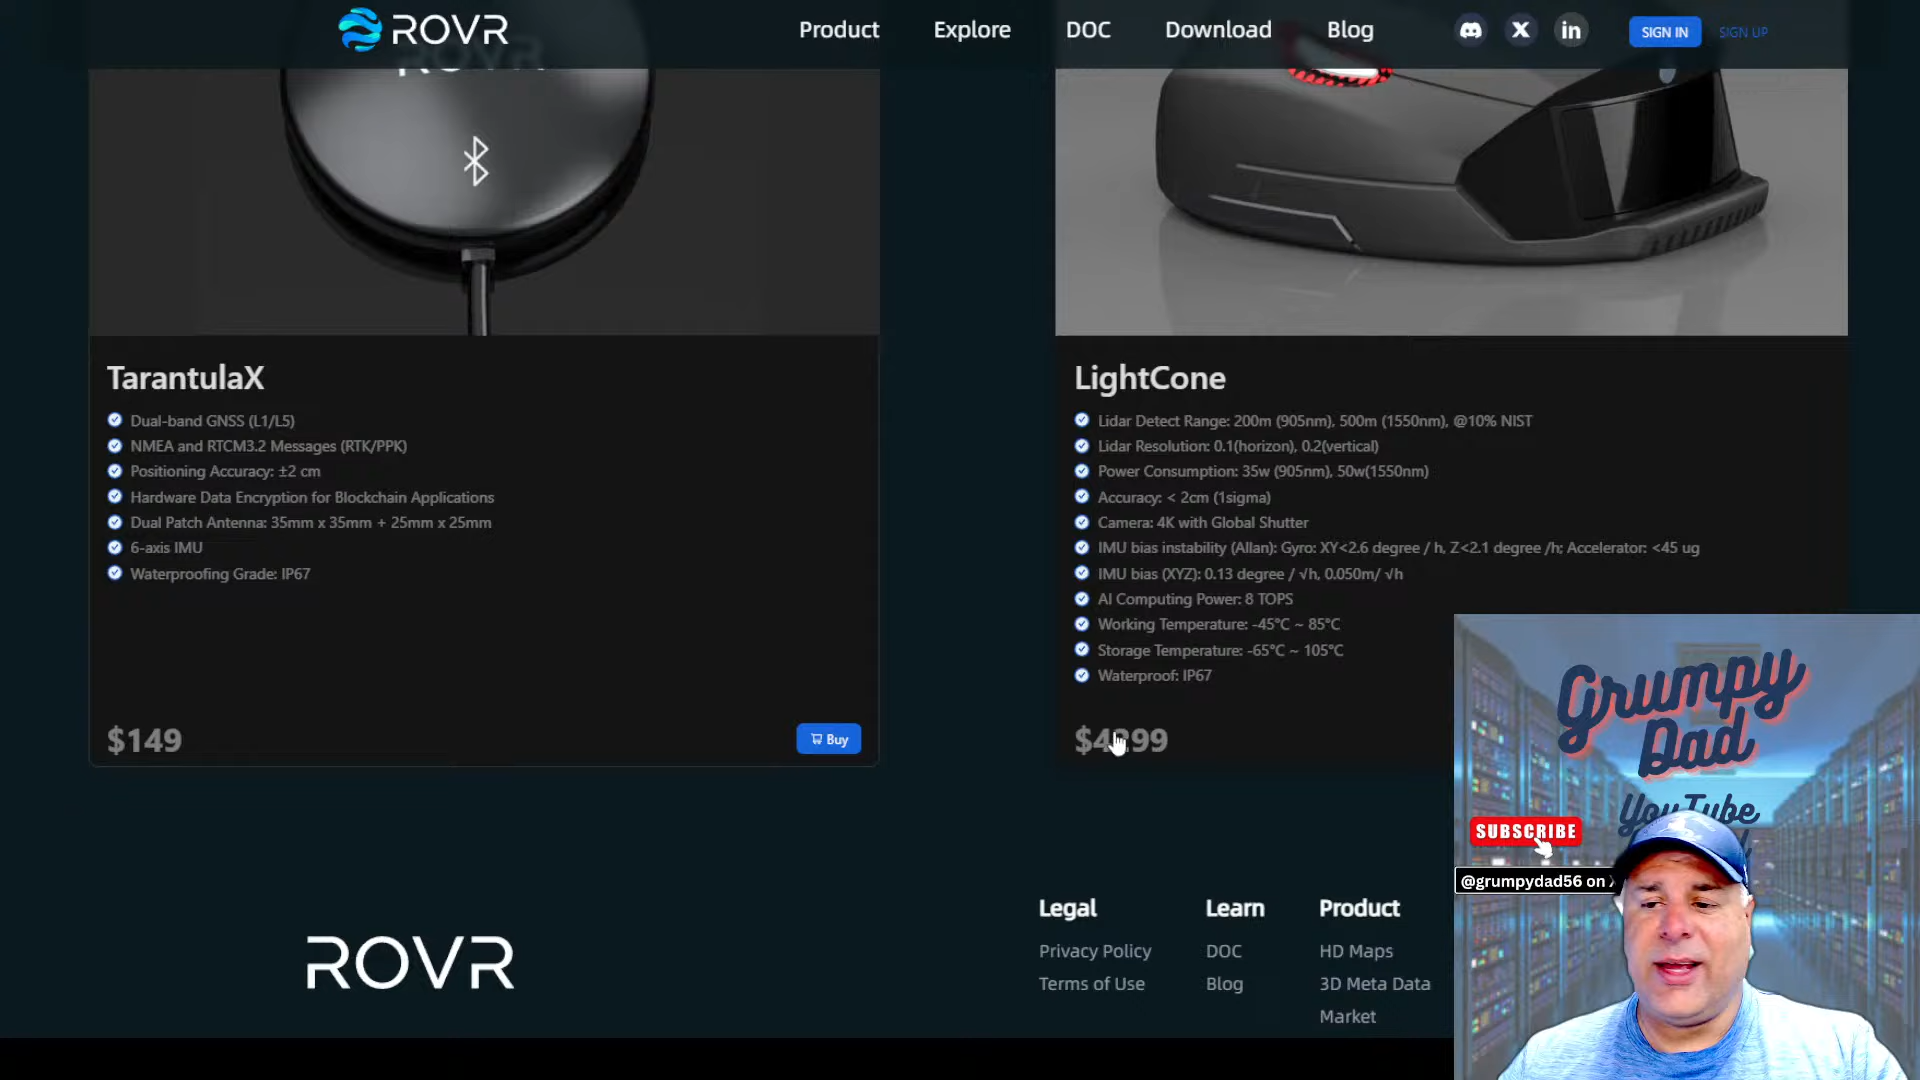 ROVR
Product
Explore
DOC
Download
Blog
SIGN IN
SIGN UP
TarantulaX
Dual-band GNSS (L1/L5)
NMEA and RTCM3.2 Messages (RTK/PPK)
Positioning Accuracy: ±2 cm
Hardware Data Encryption for Blockchain Applications
Dual Patch Antenna: 35mm x 35mm + 25mm x 25mm
6-axis IMU
Waterproofing Grade: IP67
$149
Buy
LightCone
Lidar Detect Range: 200m (905nm), 500m (1550nm), @10% NIST
Lidar Resolution: 0.1(horizon), 0.2(vertical)
Power Consumption: 35w (905nm), 50w(1550nm)
Accuracy: < 2cm (1sigma)
Camera: 4K with Global Shutter
IMU bias instability (Allan): Gyro: XY<2.6 degree / h, Z<2.1 degree /h; Accelerator: <45 ug
IMU bias (XYZ): 0.13 degree / √h, 0.050m/ √h
AI Computing Power: 8 TOPS
Working Temperature: -45°C ~ 85°C
Storage Temperature: -65°C ~ 105°C
Waterproof: IP67
Grumpy
Dad
YouTube
SUBSCRIBE
@grumpydad56 on
ROVR
Legal
Privacy Policy
Terms of Use
Learn
DOC
Blog
Product
HD Maps
3D Meta Data
Market